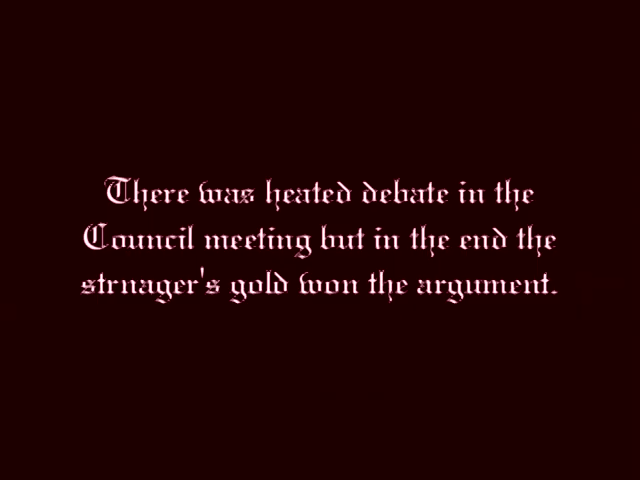 There was heated debate in the
Council meeting but in the end the
strnager's gold won the argument.